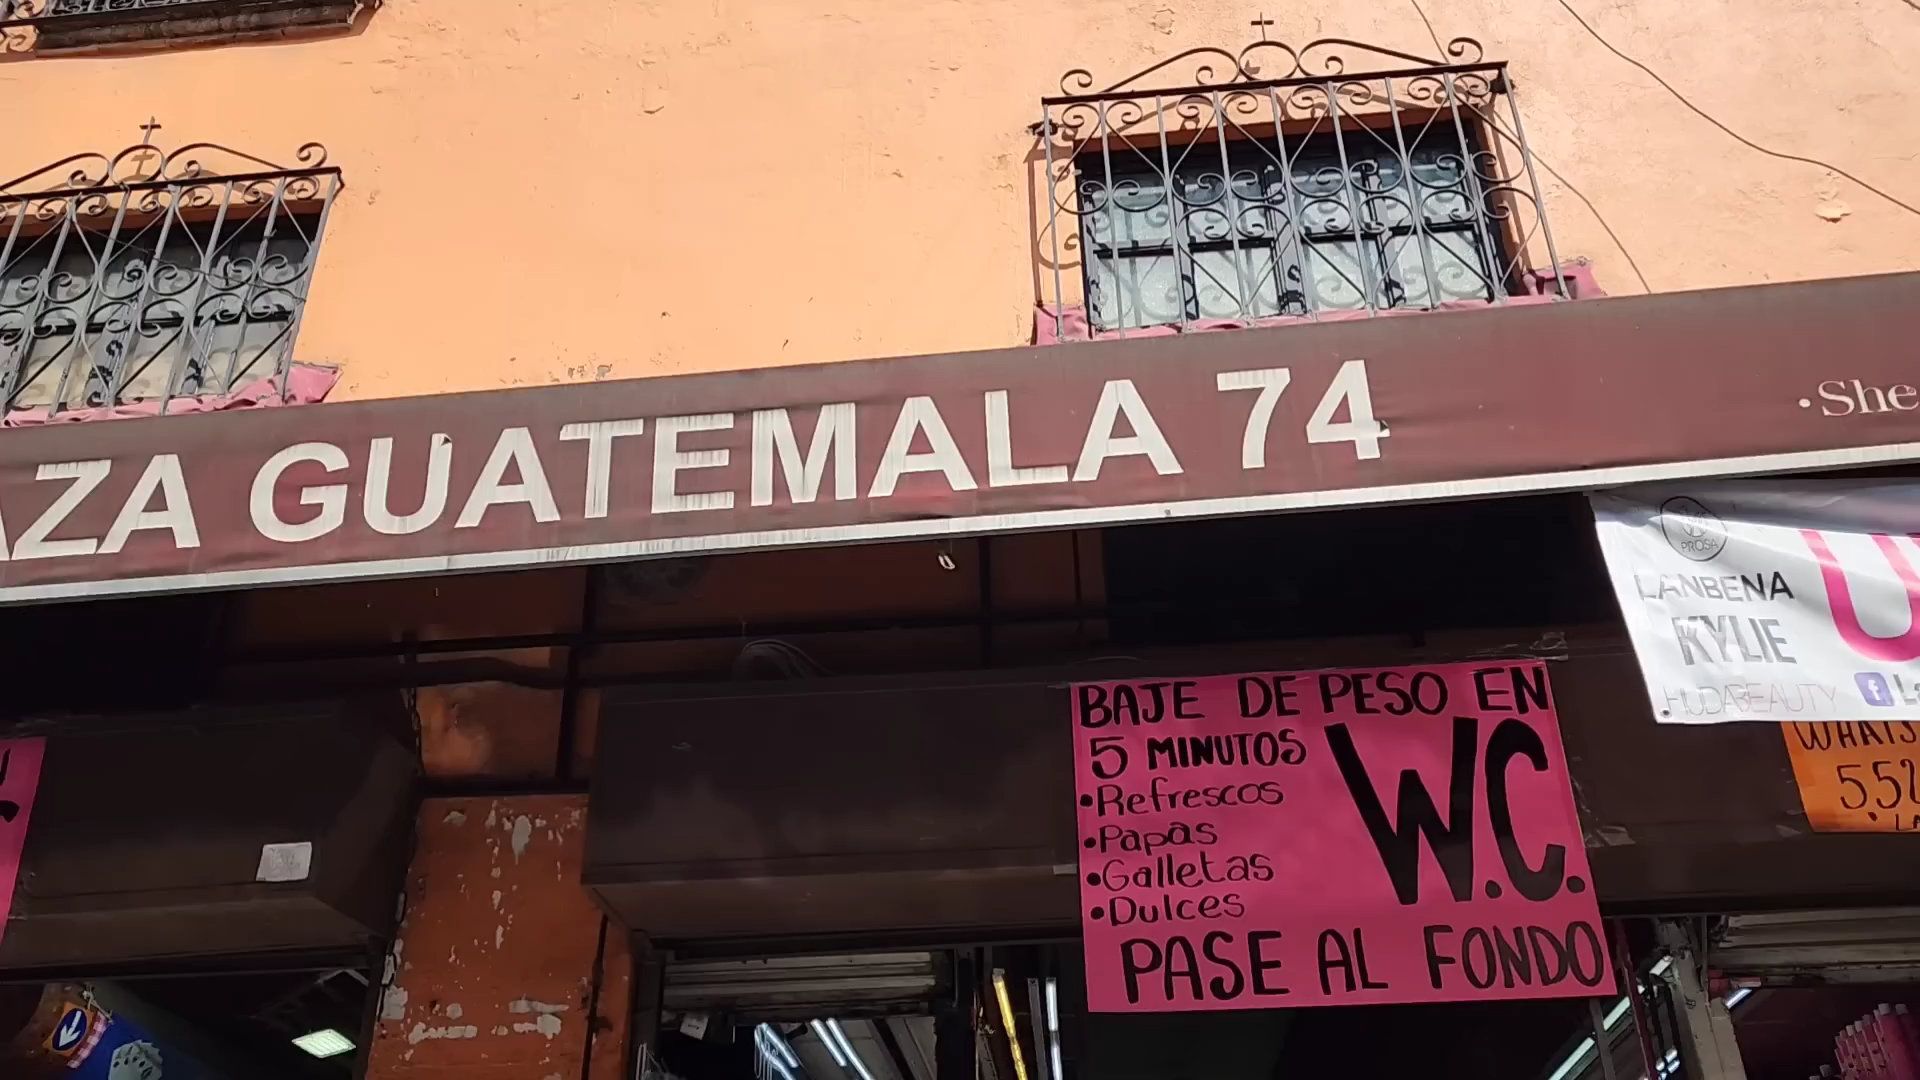 AZA GUATEMALA 74
•She
PROSA
LANBENA
KYLIE
HUDABEAUTY
BAJE DE PESO EN
5 MINUTOS
W.C.
•Refrescos
•Papas
•Galletas
•Dulces
PASE AL FONDO
WHATS
552